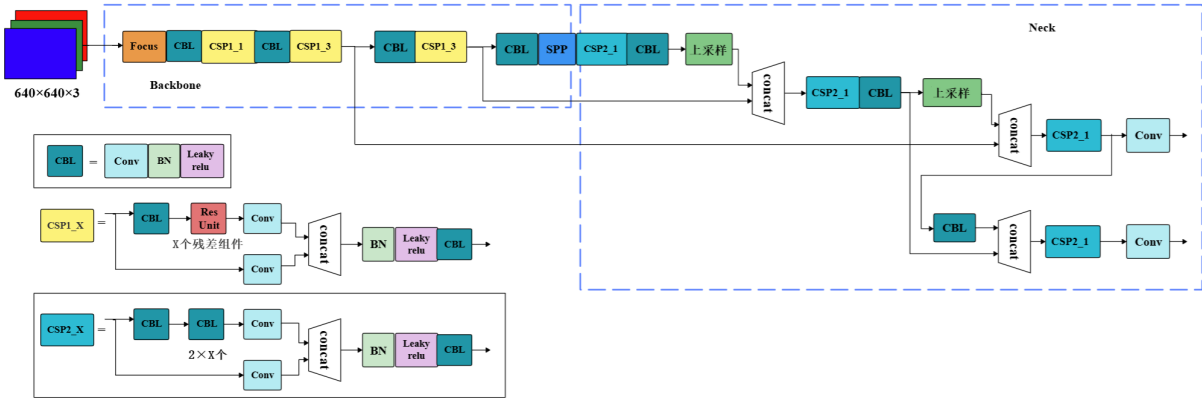 Neck
Focus CBL CSP1_1 CBL CSP1_3 CBL CSP1_3 CBL SPP CSP2_1 CBL 上采样
Backbone
640×640×3
concat CSP2_1 CBL 上采样
concat CSP2_1 Conv
CBL = Conv BN Leaky relu
CBL concat CSP2_1 Conv
CSP1_X = CBL Res Unit Conv
X个残差组件
Conv
concat BN Leaky relu CBL
CSP2_X = CBL CBL Conv
2×X个
Conv
concat BN Leaky relu CBL